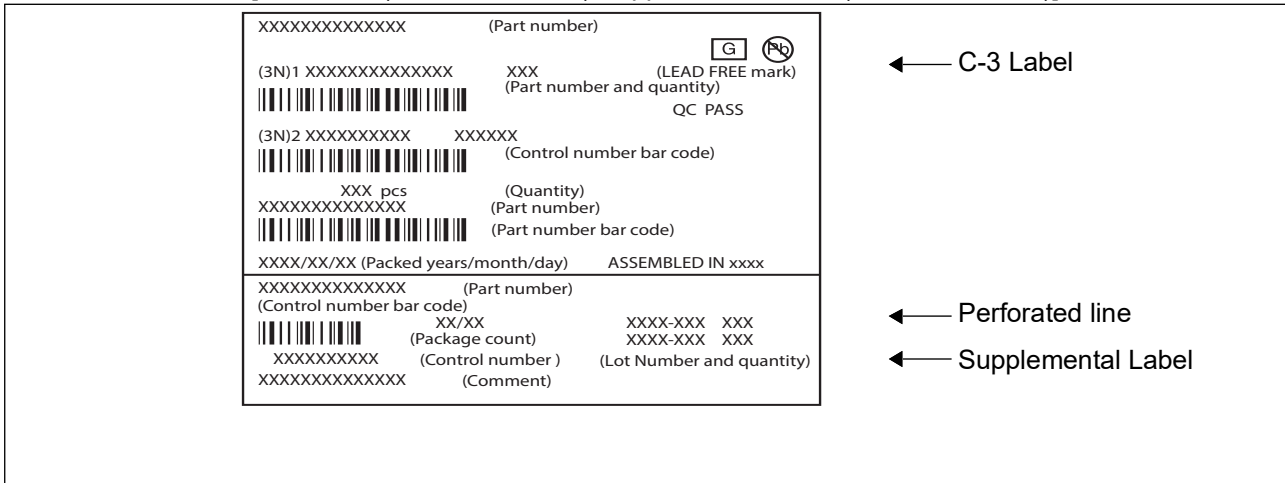 XXXXXXXXXXXXXX (Part number)
G Pb
(3N)1 XXXXXXXXXXXXXX XXX (LEAD FREE mark)
(Part number and quantity)
QC PASS
(3N)2 XXXXXXXXXX XXXXXX
(Control number bar code)
XXX pcs (Quantity)
XXXXXXXXXXXXXX (Part number)
(Part number bar code)
XXXX/XX/XX (Packed years/month/day) ASSEMBLED IN xxxx
XXXXXXXXXXXXXX (Part number)
(Control number bar code)
XX/XX XXXX-XXX XXX
(Package count) XXXX-XXX XXX
XXXXXXXXXX (Control number ) (Lot Number and quantity)
XXXXXXXXXXXXXX (Comment)
C-3 Label
Perforated line
Supplemental Label